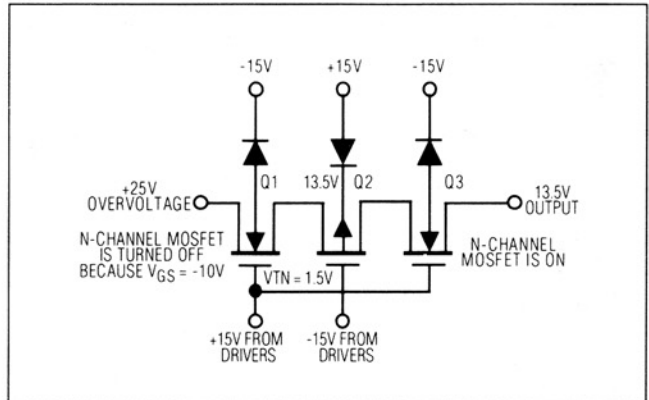 -15V +15V -15V
Q1 13.5V Q2 Q3
+25V
OVERVOLTAGE
13.5V
OUTPUT
N-CHANNEL MOSFET
IS TURNED OFF
BECAUSE VGS = -10V
VTN = 1.5V
N-CHANNEL
MOSFET IS ON
+15V FROM
DRIVERS
-15V FROM
DRIVERS